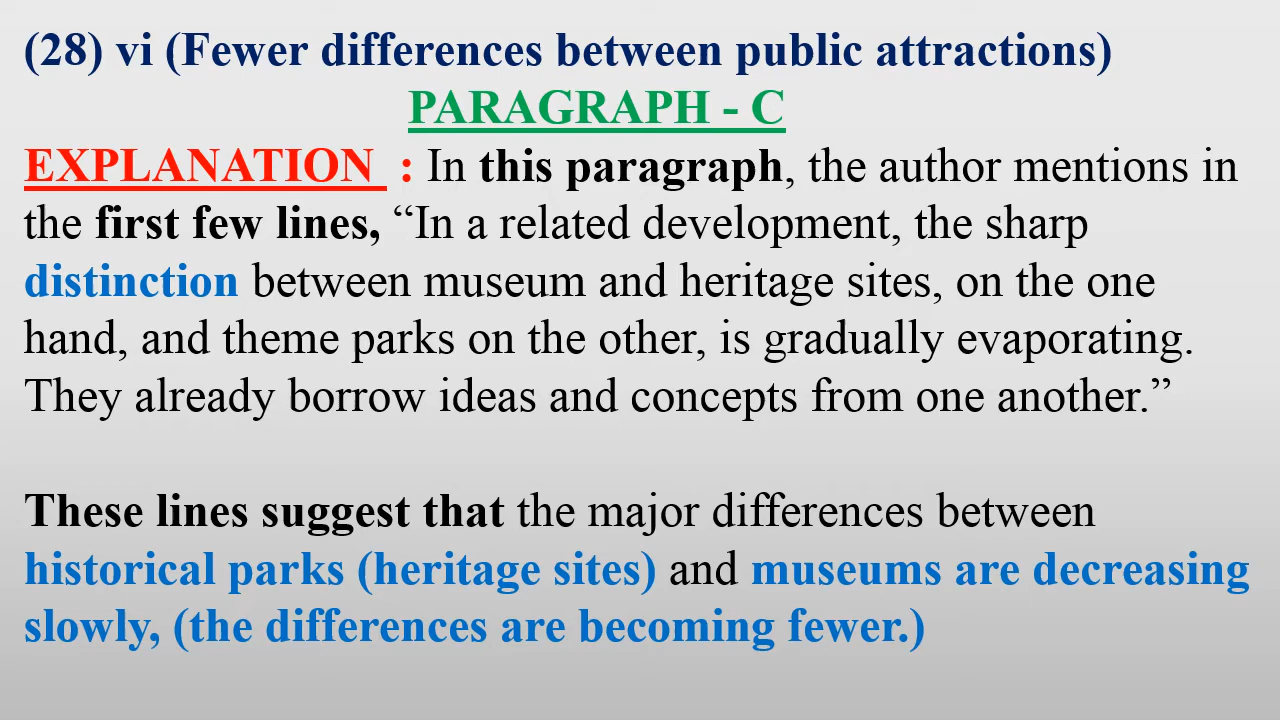 (28) vi (Fewer differences between public attractions)
PARAGRAPH - C
EXPLANATION : In this paragraph, the author mentions in
the first few lines, “In a related development, the sharp
distinction between museum and heritage sites, on the one
hand, and theme parks on the other, is gradually evaporating.
They already borrow ideas and concepts from one another.”
These lines suggest that the major differences between
historical parks (heritage sites) and museums are decreasing
slowly, (the differences are becoming fewer.)